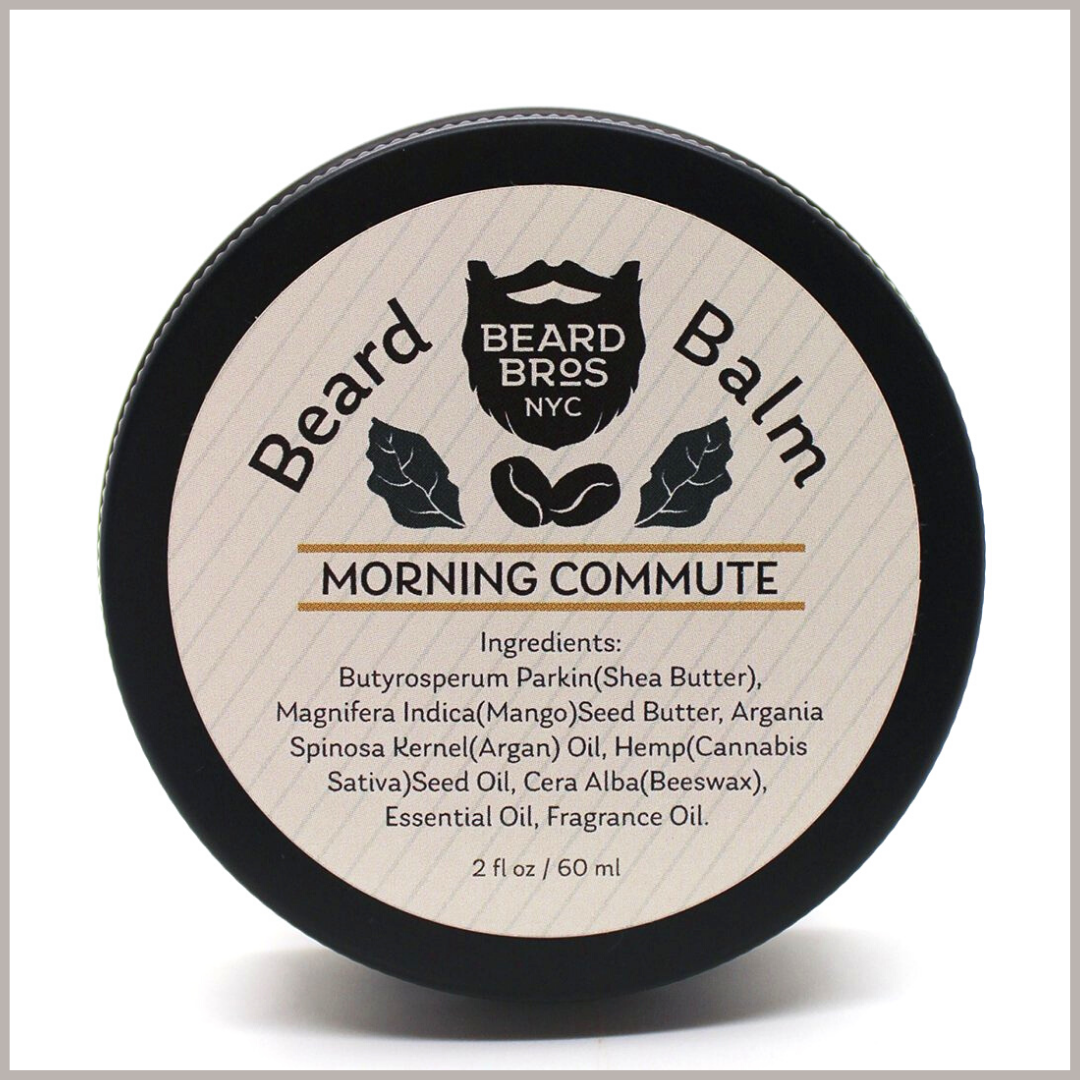 Beard Balm
BEARD
BROS
NYC
MORNING COMMUTE
Ingredients:
Butyrosperum Parkin(Shea Butter),
Magnifera Indica(Mango)Seed Butter, Argania
Spinosa Kernel(Argan) Oil, Hemp(Cannabis
Sativa)Seed Oil, Cera Alba(Beeswax),
Essential Oil, Fragrance Oil.
2 fl oz / 60 ml